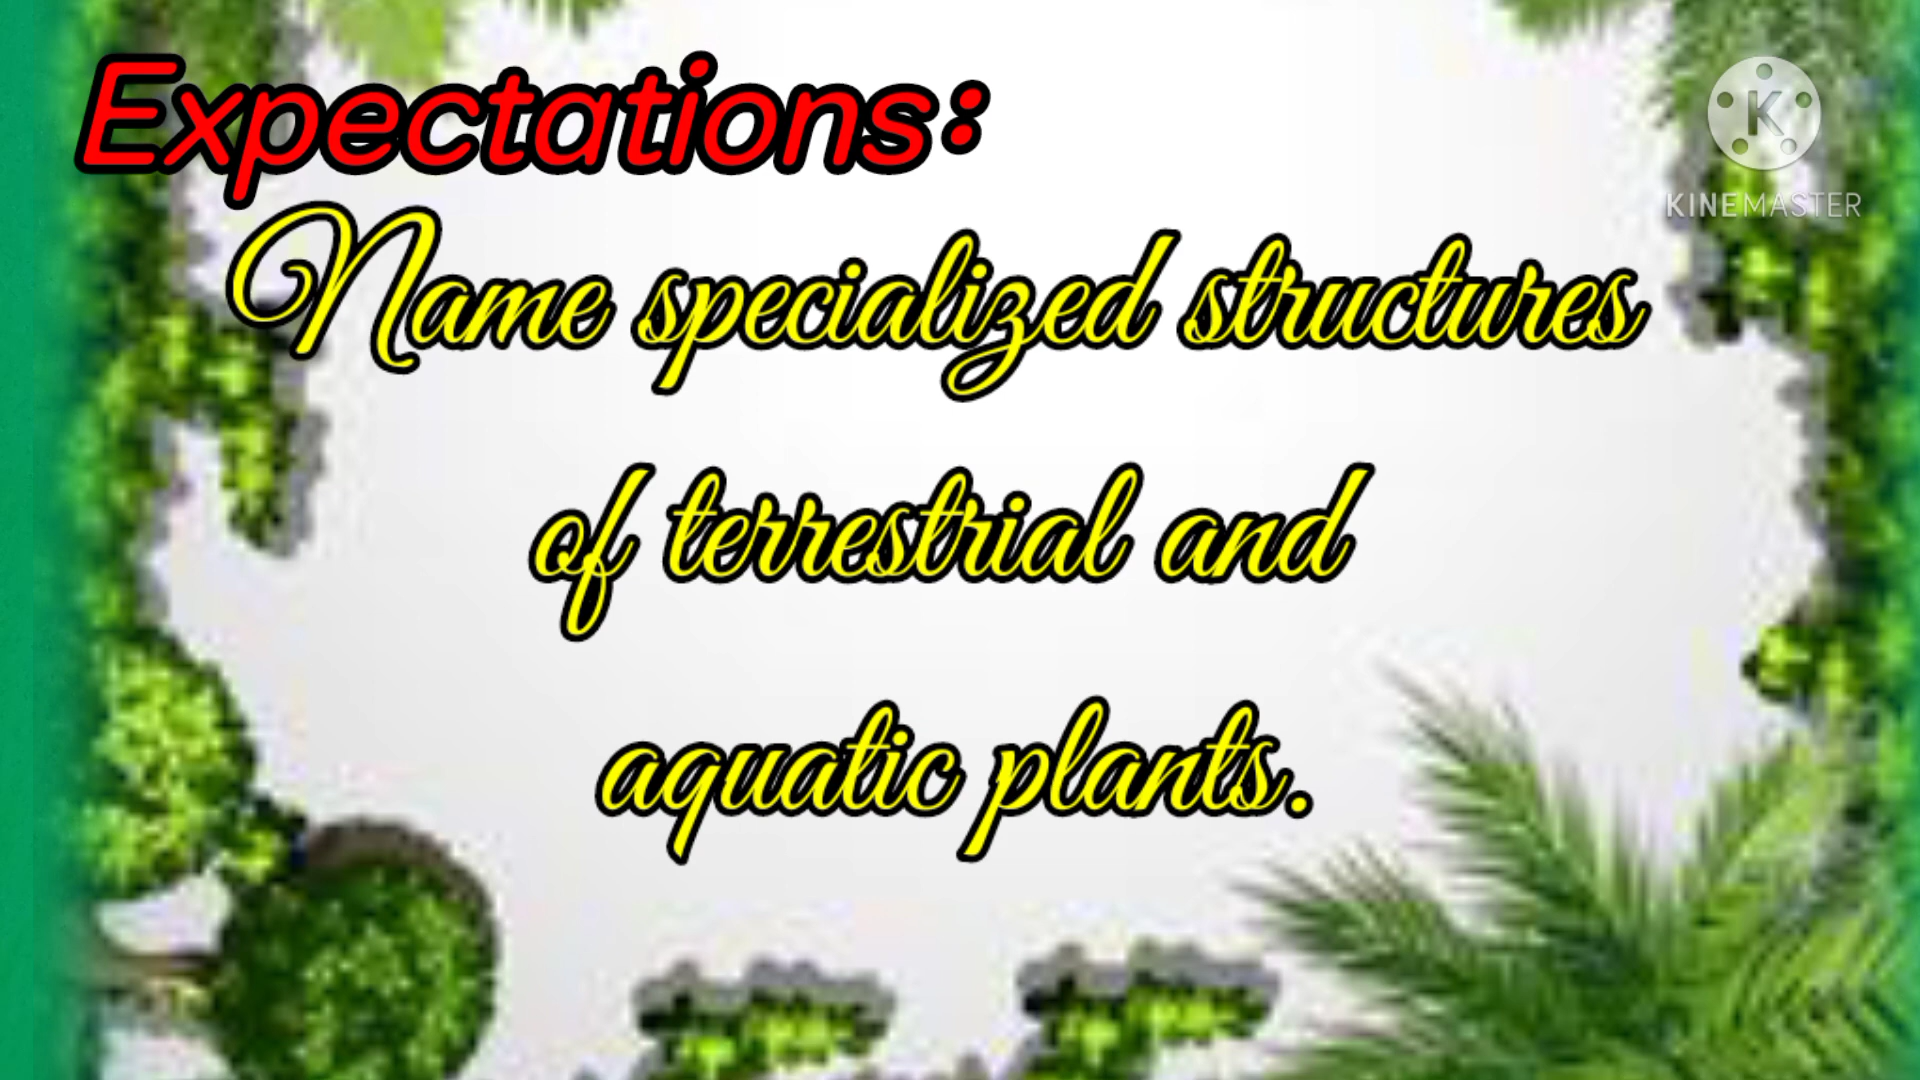 Expectations:
K
KINEMASTER
Name specialized structures
of terrestrial and
aquatic plants.